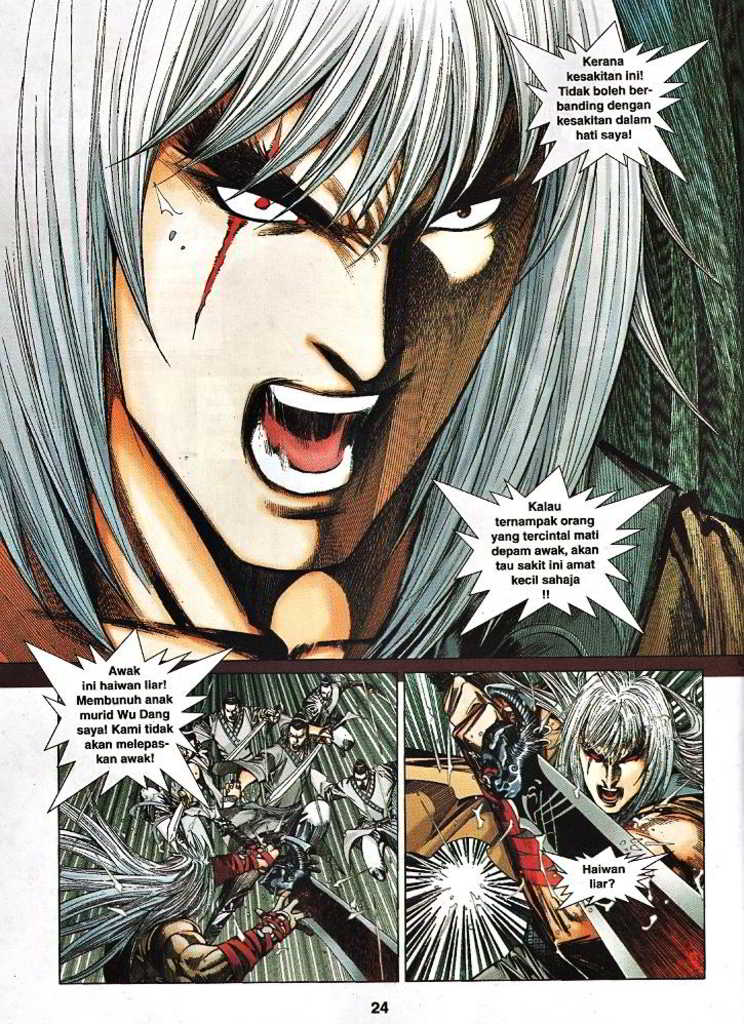 Kerana
kesakitan ini!
Tidak boleh ber-
banding dengan
kesakitan dalam
hati saya!
Kalau
ternampak orang
yang tercintal mati
depam awak, akan
tau sakit ini amat
kecil sahaja
!!
Awak
ini haiwan liar!
Membunuh anak
murid Wu Dang
saya! Kami tidak
akan melepas-
kan awak!
Haiwan
liar?
24